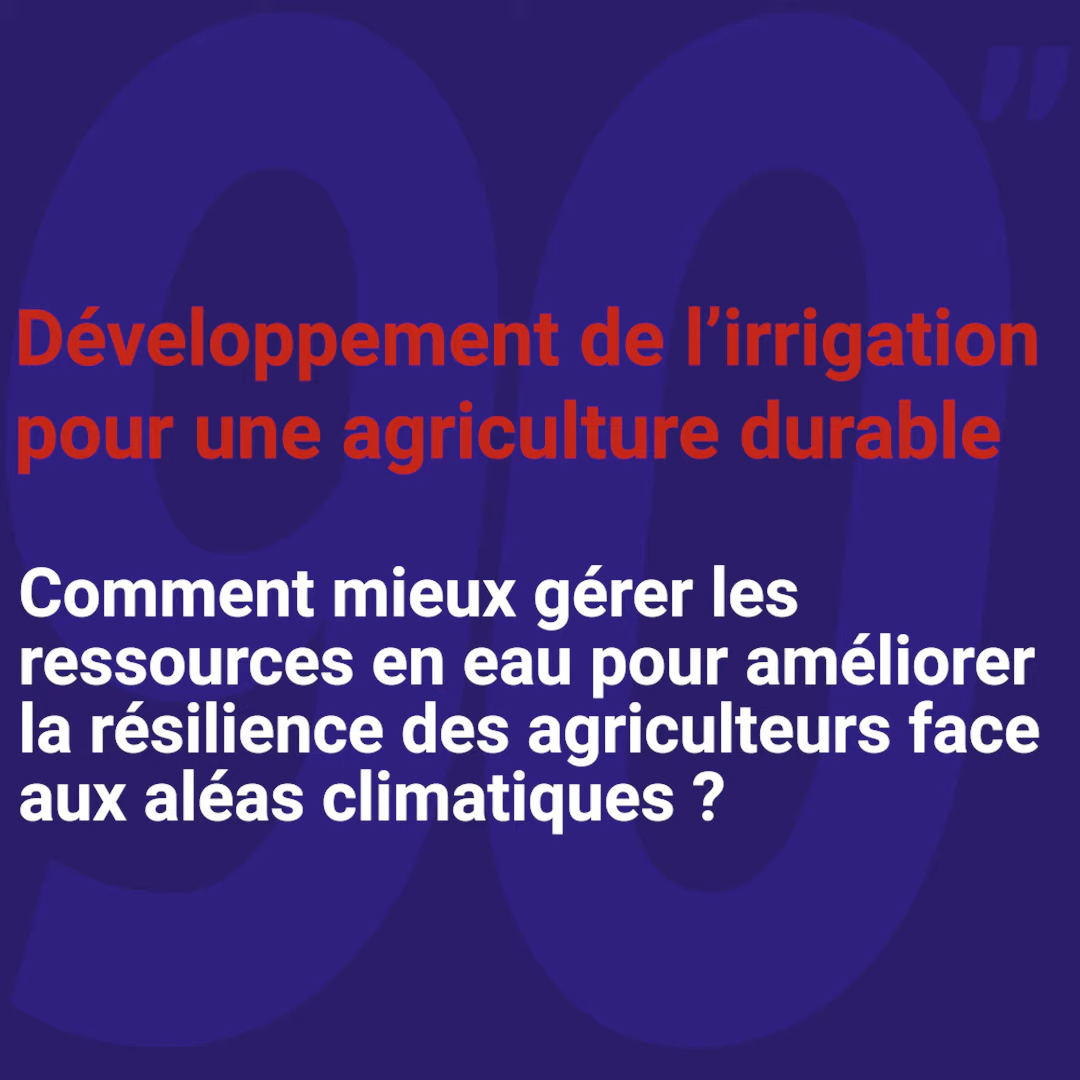 90”
Développement de l’irrigation
pour une agriculture durable
Comment mieux gérer les
ressources en eau pour améliorer
la résilience des agriculteurs face
aux aléas climatiques ?